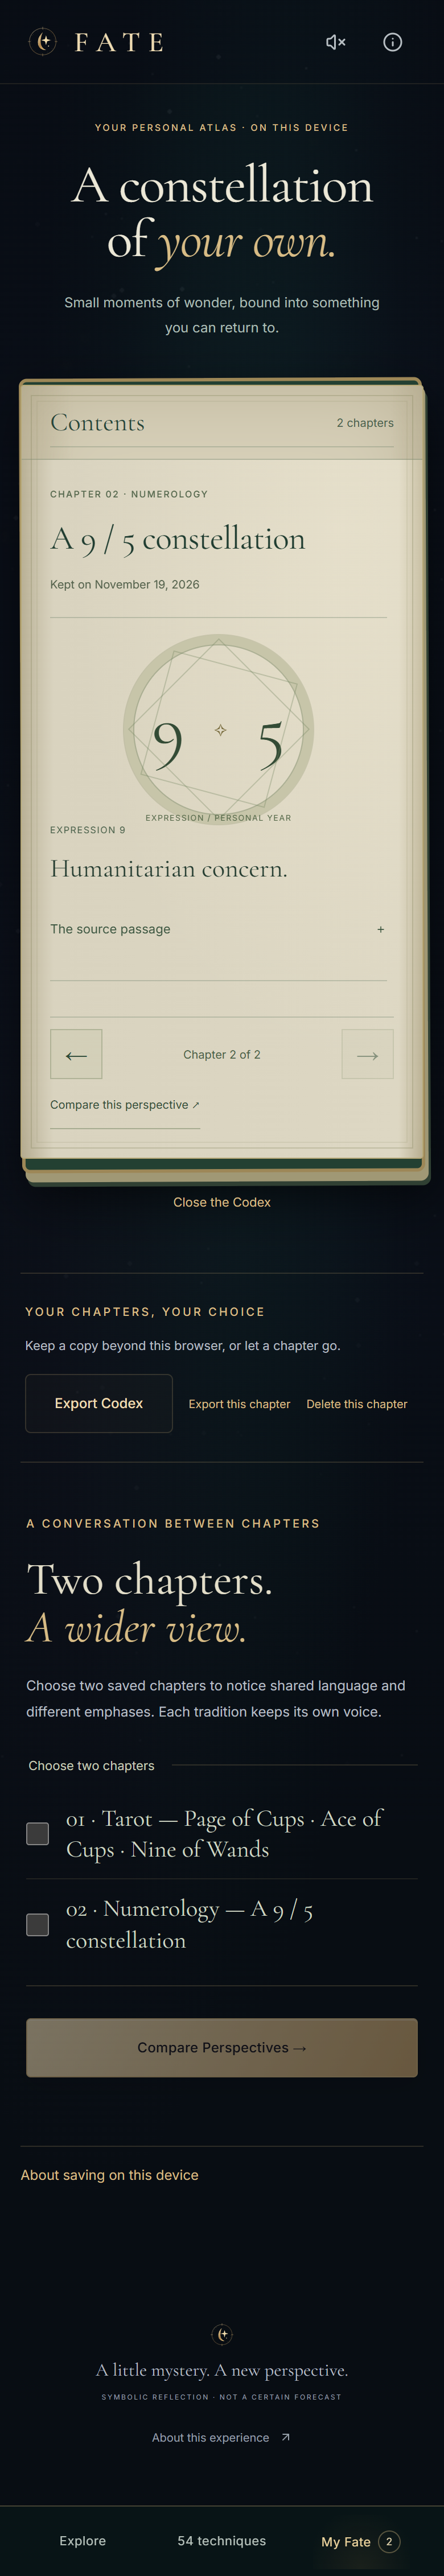 FATE
YOUR PERSONAL ATLAS · ON THIS DEVICE
A constellation
of your own.
Small moments of wonder, bound into something
you can return to.
Contents
2 chapters
CHAPTER 02 · NUMEROLOGY
A 9 / 5 constellation
Kept on November 19, 2026
9 ✧ 5
EXPRESSION / PERSONAL YEAR
EXPRESSION 9
Humanitarian concern.
The source passage +
← Chapter 2 of 2 →
Compare this perspective ↗
Close the Codex
YOUR CHAPTERS, YOUR CHOICE
Keep a copy beyond this browser, or let a chapter go.
Export Codex
Export this chapter
Delete this chapter
A CONVERSATION BETWEEN CHAPTERS
Two chapters.
A wider view.
Choose two saved chapters to notice shared language and
different emphases. Each tradition keeps its own voice.
Choose two chapters
01 · Tarot — Page of Cups · Ace of
Cups · Nine of Wands
02 · Numerology — A 9 / 5
constellation
Compare Perspectives →
About saving on this device
A little mystery. A new perspective.
SYMBOLIC REFLECTION · NOT A CERTAIN FORECAST
About this experience ↗
Explore
54 techniques
My Fate 2